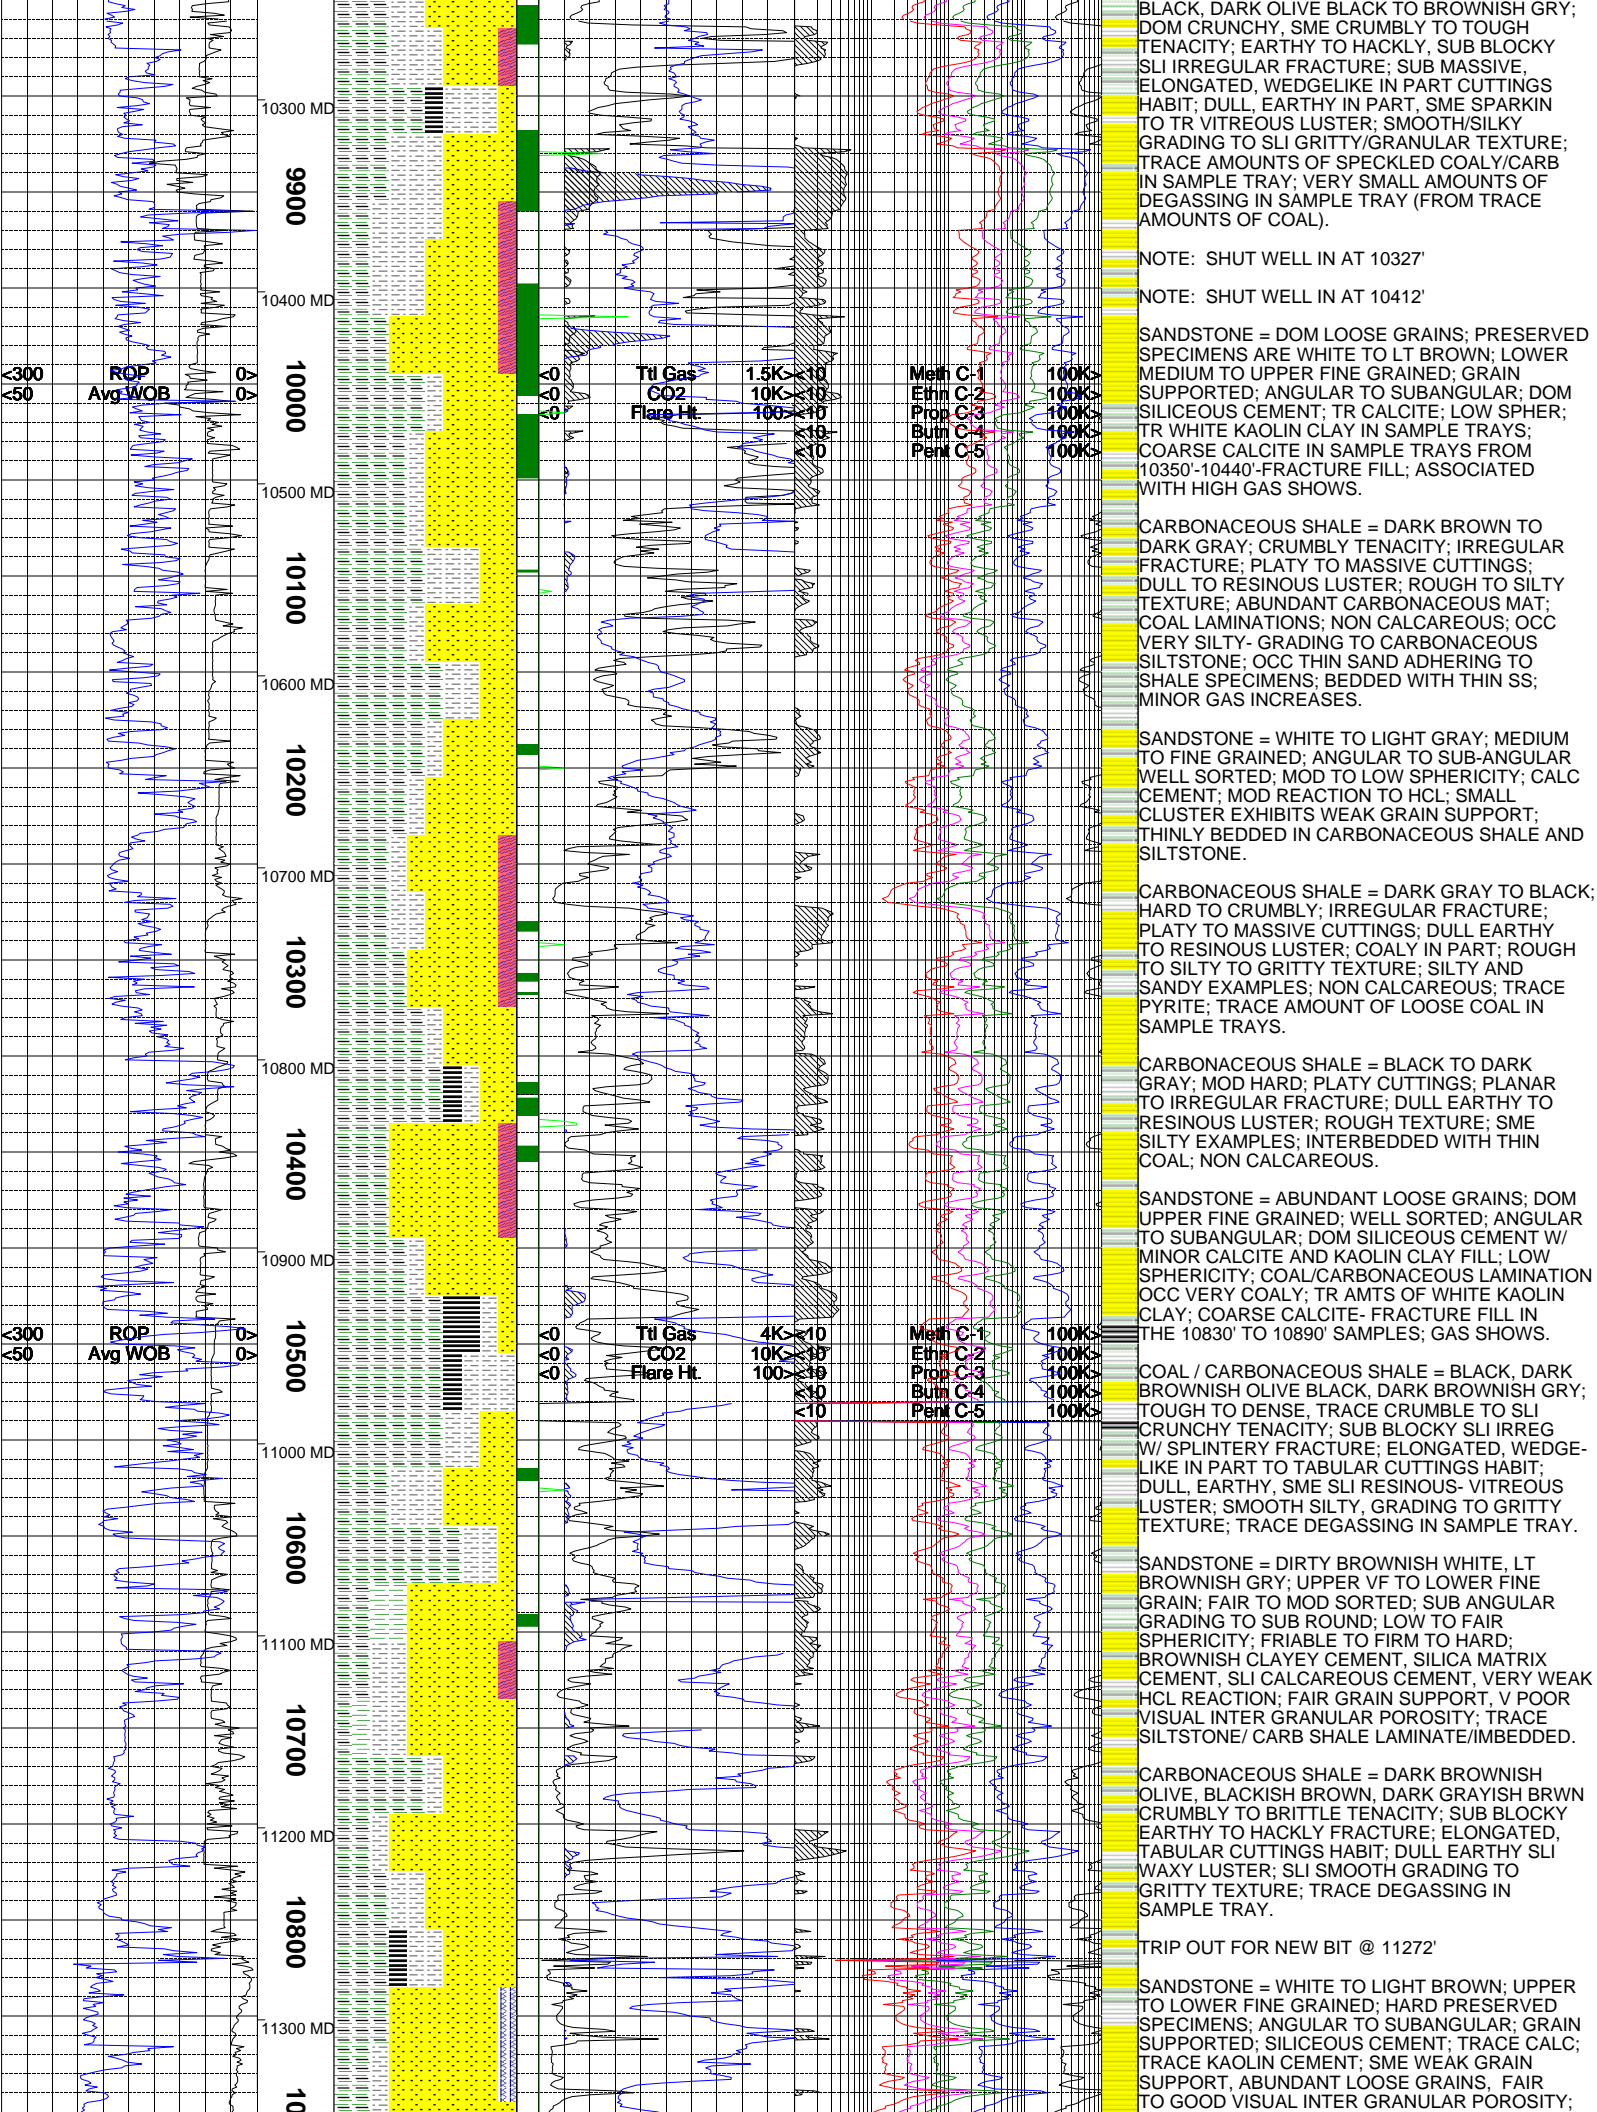 BLACK, DARK OLIVE BLACK TO BROWNISH GRY;
DOM CRUNCHY, SME CRUMBLY TO TOUGH
TENACITY; EARTHY TO HACKLY, SUB BLOCKY
SLI IRREGULAR FRACTURE; SUB MASSIVE,
ELONGATED, WEDGELIKE IN PART CUTTINGS
HABIT; DULL, EARTHY IN PART, SME SPARKIN
TO TR VITREOUS LUSTER; SMOOTH/SILKY
GRADING TO SLI GRITTY/GRANULAR TEXTURE;
TRACE AMOUNTS OF SPECKLED COALY/CARB
IN SAMPLE TRAY; VERY SMALL AMOUNTS OF
DEGASSING IN SAMPLE TRAY (FROM TRACE
AMOUNTS OF COAL).
NOTE: SHUT WELL IN AT 10327'
NOTE: SHUT WELL IN AT 10412'
SANDSTONE = DOM LOOSE GRAINS; PRESERVED
SPECIMENS ARE WHITE TO LT BROWN; LOWER
MEDIUM TO UPPER FINE GRAINED; GRAIN
SUPPORTED; ANGULAR TO SUBANGULAR; DOM
SILICEOUS CEMENT; TR CALCITE; LOW SPHER;
TR WHITE KAOLIN CLAY IN SAMPLE TRAYS;
COARSE CALCITE IN SAMPLE TRAYS FROM
10350'-10440'-FRACTURE FILL; ASSOCIATED
WITH HIGH GAS SHOWS.
CARBONACEOUS SHALE = DARK BROWN TO
DARK GRAY; CRUMBLY TENACITY; IRREGULAR
FRACTURE; PLATY TO MASSIVE CUTTINGS;
DULL TO RESINOUS LUSTER; ROUGH TO SILTY
TEXTURE; ABUNDANT CARBONACEOUS MAT;
COAL LAMINATIONS; NON CALCAREOUS; OCC
VERY SILTY- GRADING TO CARBONACEOUS
SILTSTONE; OCC THIN SAND ADHERING TO
SHALE SPECIMENS; BEDDED WITH THIN SS;
MINOR GAS INCREASES.
SANDSTONE = WHITE TO LIGHT GRAY; MEDIUM
TO FINE GRAINED; ANGULAR TO SUB-ANGULAR
WELL SORTED; MOD TO LOW SPHERICITY; CALC
CEMENT; MOD REACTION TO HCL; SMALL
CLUSTER EXHIBITS WEAK GRAIN SUPPORT;
THINLY BEDDED IN CARBONACEOUS SHALE AND
SILTSTONE.
CARBONACEOUS SHALE = DARK GRAY TO BLACK;
HARD TO CRUMBLY; IRREGULAR FRACTURE;
PLATY TO MASSIVE CUTTINGS; DULL EARTHY
TO RESINOUS LUSTER; COALY IN PART; ROUGH
TO SILTY TO GRITTY TEXTURE; SILTY AND
SANDY EXAMPLES; NON CALCAREOUS; TRACE
PYRITE; TRACE AMOUNT OF LOOSE COAL IN
SAMPLE TRAYS.
CARBONACEOUS SHALE = BLACK TO DARK
GRAY; MOD HARD; PLATY CUTTINGS; PLANAR
TO IRREGULAR FRACTURE; DULL EARTHY TO
RESINOUS LUSTER; ROUGH TEXTURE; SME
SILTY EXAMPLES; INTERBEDDED WITH THIN
COAL; NON CALCAREOUS.
SANDSTONE = ABUNDANT LOOSE GRAINS; DOM
UPPER FINE GRAINED; WELL SORTED; ANGULAR
TO SUBANGULAR; DOM SILICEOUS CEMENT W/
MINOR CALCITE AND KAOLIN CLAY FILL; LOW
SPHERICITY; COAL/CARBONACEOUS LAMINATION
OCC VERY COALY; TR AMTS OF WHITE KAOLIN
CLAY; COARSE CALCITE- FRACTURE FILL IN
THE 10830' TO 10890' SAMPLES; GAS SHOWS.
COAL / CARBONACEOUS SHALE = BLACK, DARK
BROWNISH OLIVE BLACK, DARK BROWNISH GRY;
TOUGH TO DENSE, TRACE CRUMBLE TO SLI
CRUNCHY TENACITY; SUB BLOCKY SLI IRREG
W/ SPLINTERY FRACTURE; ELONGATED, WEDGE-
LIKE IN PART TO TABULAR CUTTINGS HABIT;
DULL, EARTHY, SME SLI RESINOUS- VITREOUS
LUSTER; SMOOTH SILTY, GRADING TO GRITTY
TEXTURE; TRACE DEGASSING IN SAMPLE TRAY.
SANDSTONE = DIRTY BROWNISH WHITE, LT
BROWNISH GRY; UPPER VF TO LOWER FINE
GRAIN; FAIR TO MOD SORTED; SUB ANGULAR
GRADING TO SUB ROUND; LOW TO FAIR
SPHERICITY; FRIABLE TO FIRM TO HARD;
BROWNISH CLAYEY CEMENT, SILICA MATRIX
CEMENT, SLI CALCAREOUS CEMENT, VERY WEAK
HCL REACTION; FAIR GRAIN SUPPORT, V POOR
VISUAL INTER GRANULAR POROSITY; TRACE
SILTSTONE/ CARB SHALE LAMINATE/IMBEDDED.
CARBONACEOUS SHALE = DARK BROWNISH
OLIVE, BLACKISH BROWN, DARK GRAYISH BRWN
CRUMBLY TO BRITTLE TENACITY; SUB BLOCKY
EARTHY TO HACKLY FRACTURE; ELONGATED,
TABULAR CUTTINGS HABIT; DULL EARTHY SLI
WAXY LUSTER; SLI SMOOTH GRADING TO
GRITTY TEXTURE; TRACE DEGASSING IN
SAMPLE TRAY.
TRIP OUT FOR NEW BIT @ 11272'
SANDSTONE = WHITE TO LIGHT BROWN; UPPER
TO LOWER FINE GRAINED; HARD PRESERVED
SPECIMENS; ANGULAR TO SUBANGULAR; GRAIN
SUPPORTED; SILICEOUS CEMENT; TRACE CALC;
TRACE KAOLIN CEMENT; SME WEAK GRAIN
SUPPORT, ABUNDANT LOOSE GRAINS, FAIR
TO GOOD VISUAL INTER GRANULAR POROSITY;
10300 MD
9900
10400 MD
<300 ROP 0>
<50 Avg WOB 0>
10000
<0 Ttl Gas 1.5K>
<0 CO2 10K>
<0 Flare Ht. 100>
<10 Meth C-1 100K>
<10 Ethn C-2 100K>
<10 Prop C-3 100K>
<10 Butn C-4 100K>
<10 Pent C-5 100K>
10500 MD
10100
10600 MD
10200
10700 MD
10300
10800 MD
10400
10900 MD
<300 ROP 0>
<50 Avg WOB 0>
10500
<0 Ttl Gas 4K>
<0 CO2 10K>
<0 Flare Ht. 100>
<10 Meth C-1 100K>
<10 Ethn C-2 100K>
<10 Prop C-3 100K>
<10 Butn C-4 100K>
<10 Pent C-5 100K>
11000 MD
10600
11100 MD
10700
11200 MD
10800
11300 MD